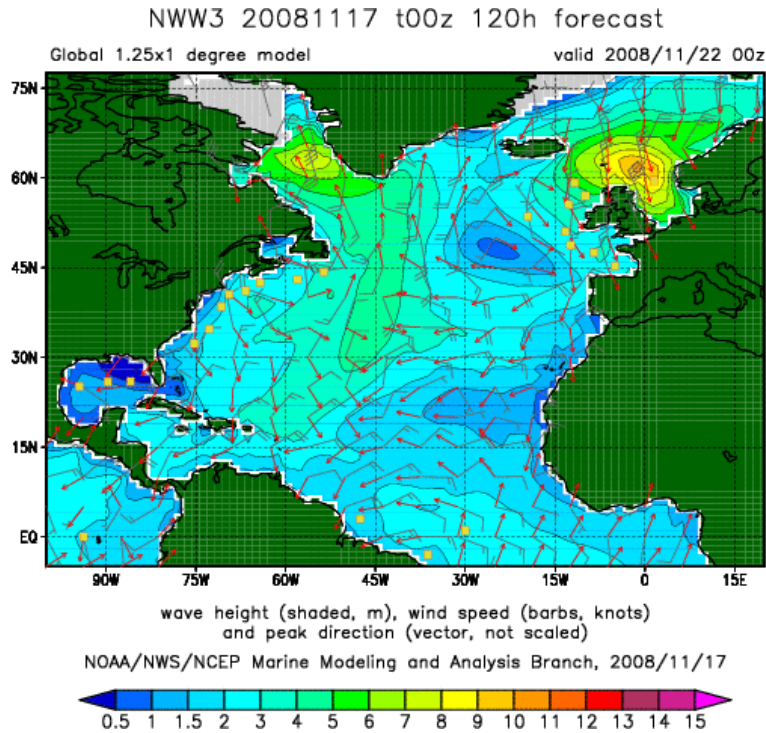 NWW3 20081117 t00z 120h forecast
Global 1.25x1 degree model valid 2008/11/22 00z
75N
60N
45N
30N
15N
EQ
90W 75W 60W 45W 30W 15W 0 15E
wave height (shaded, m), wind speed (barbs, knots)
and peak direction (vector, not scaled)
NOAA/NWS/NCEP Marine Modeling and Analysis Branch, 2008/11/17
0.5 1 1.5 2 3 4 5 6 7 8 9 10 11 12 13 14 15